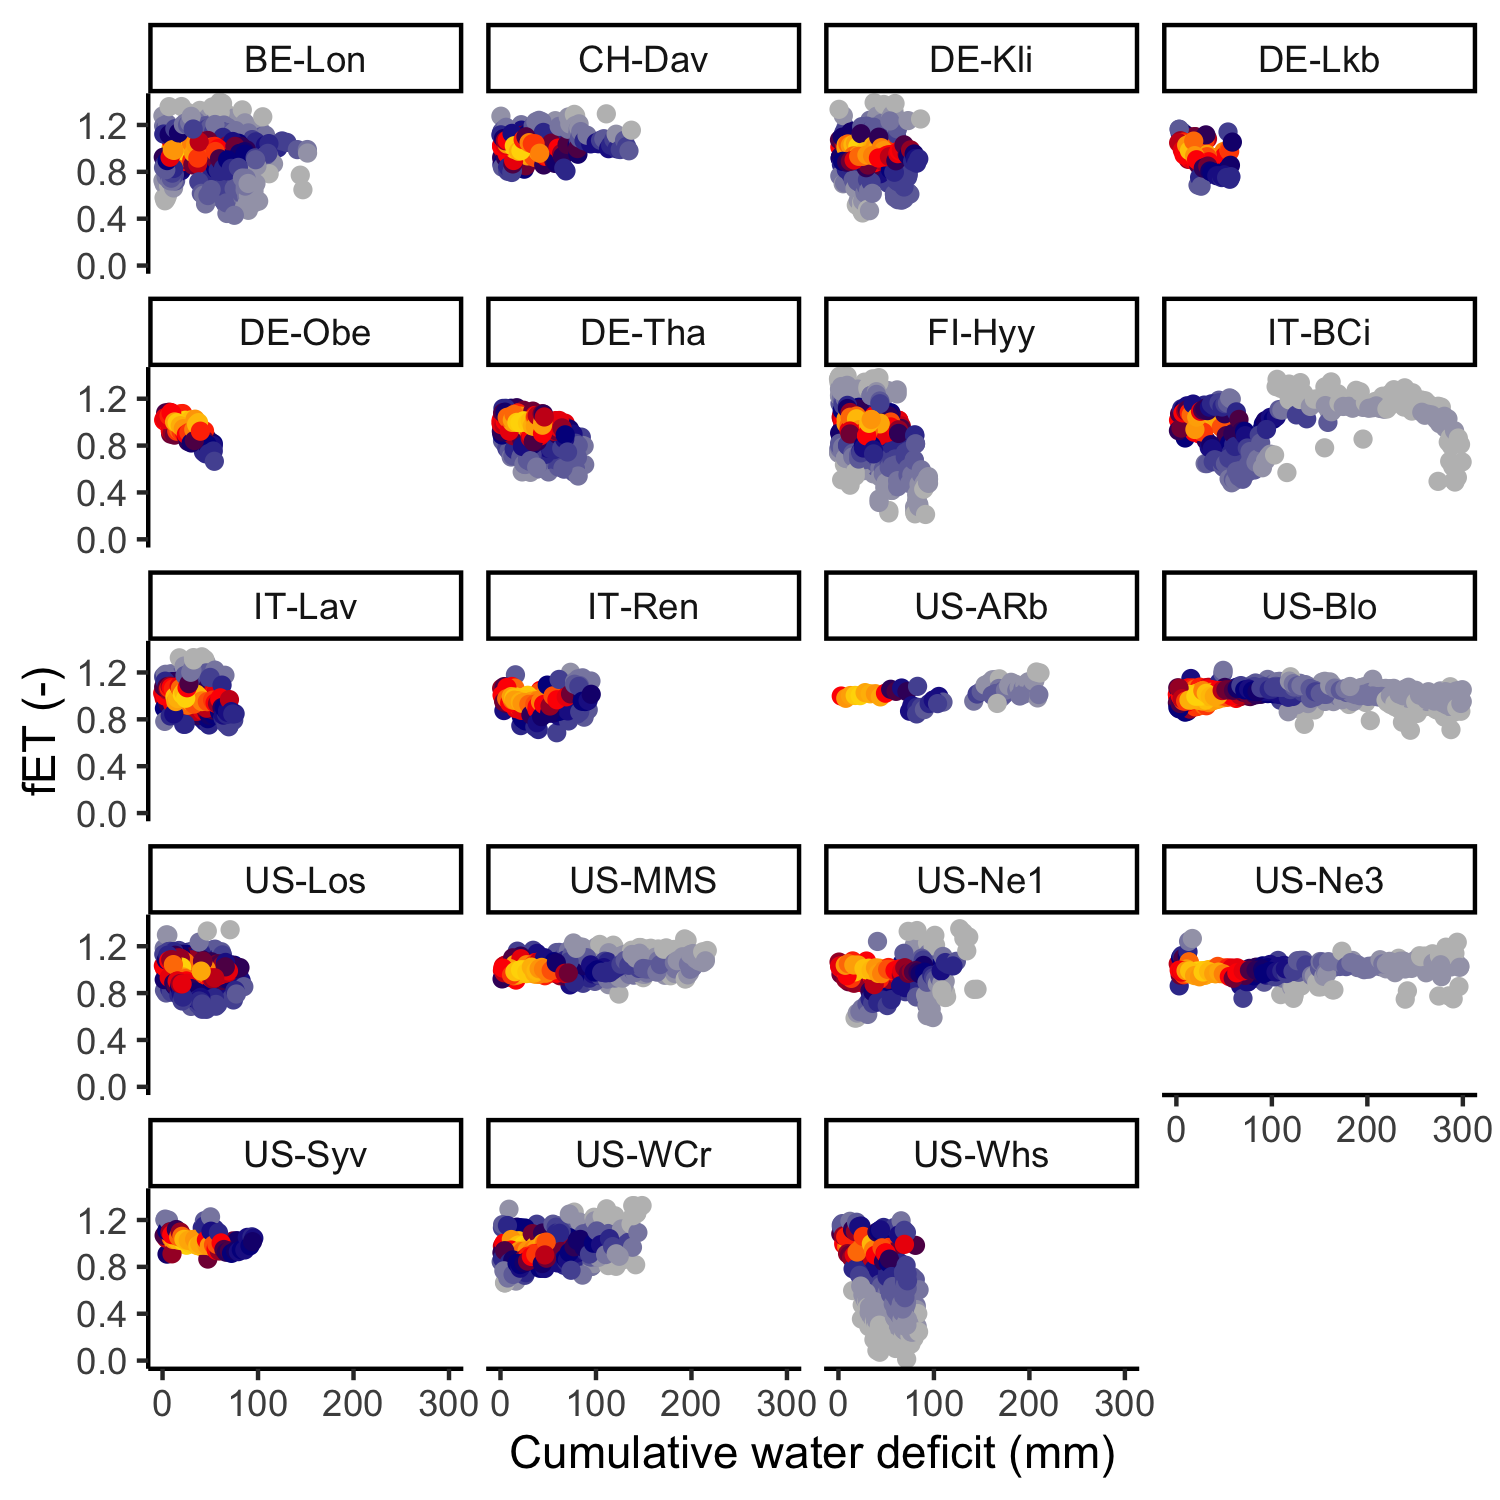 BE-Lon CH-Dav DE-Kli DE-Lkb
1.2
0.8
0.4
0.0
DE-Obe DE-Tha FI-Hyy IT-BCi
1.2
0.8
0.4
0.0
IT-Lav IT-Ren US-ARb US-Blo
1.2
0.8
0.4
0.0
fET (-)
US-Los US-MMS US-Ne1 US-Ne3
1.2
0.8
0.4
0.0
0 100 200 300
US-Syv US-WCr US-Whs
1.2
0.8
0.4
0.0
0 100 200 300 0 100 200 300 0 100 200 300
Cumulative water deficit (mm)